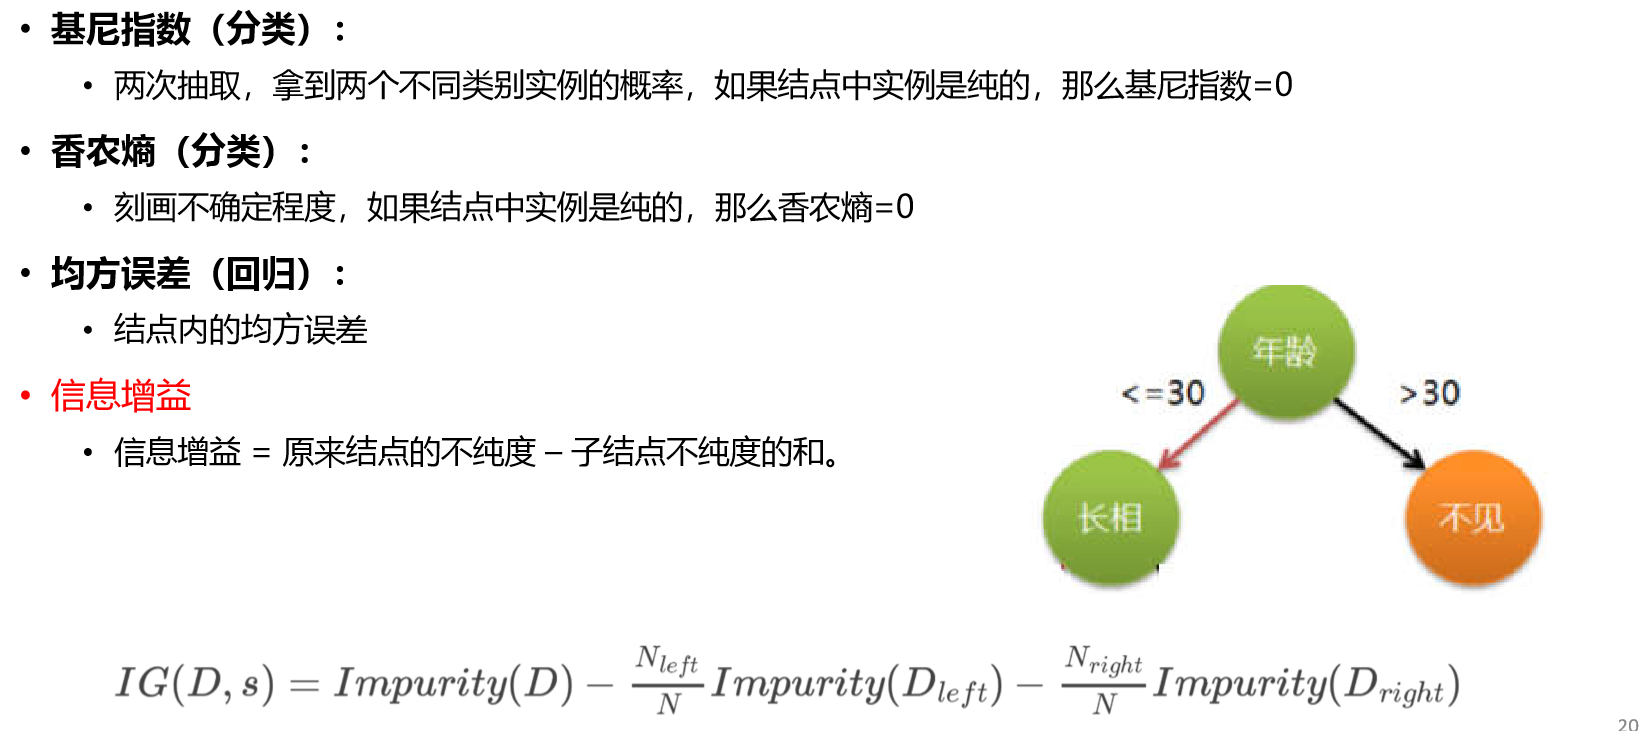 • 基尼指数（分类）：
• 两次抽取，拿到两个不同类别实例的概率，如果结点中实例是纯的，那么基尼指数=0
• 香农熵（分类）：
• 刻画不确定程度，如果结点中实例是纯的，那么香农熵=0
• 均方误差（回归）：
• 结点内的均方误差
• 信息增益
• 信息增益 = 原来结点的不纯度 – 子结点不纯度的和。
年龄
<=30 >30
长相 不见
IG(D, s) = Impurity(D) − \frac{N_{left}}{N} Impurity(D_{left}) − \frac{N_{right}}{N} Impurity(D_{right})
20